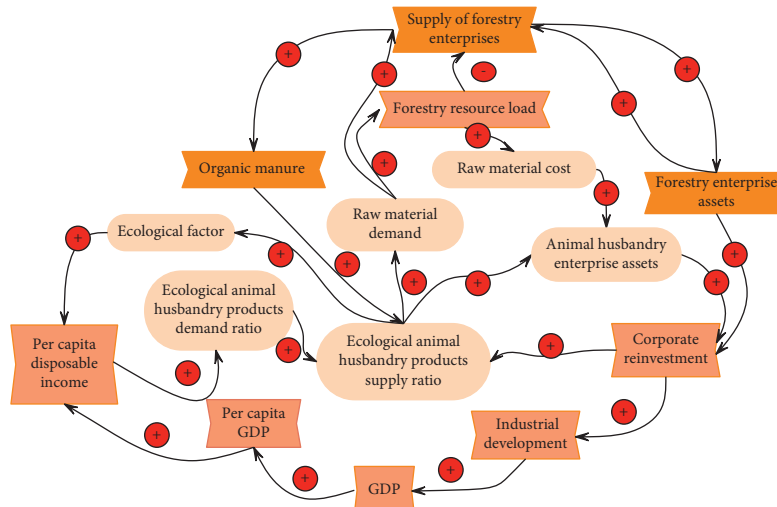 Supply of forestry
enterprises
+
+
-
+
+
Forestry resource load
+
+
Organic manure
Raw material cost
Forestry enterprise
assets
+
Raw material
demand
Ecological factor
+
Animal husbandry
enterprise assets
+
+
+
+
+
+
Ecological animal
husbandry products
demand ratio
Per capita
disposable
income
+
Ecological animal
husbandry products
supply ratio
+
Corporate
reinvestment
+
Per capita
GDP
+
Industrial
development
+
+
+
GDP